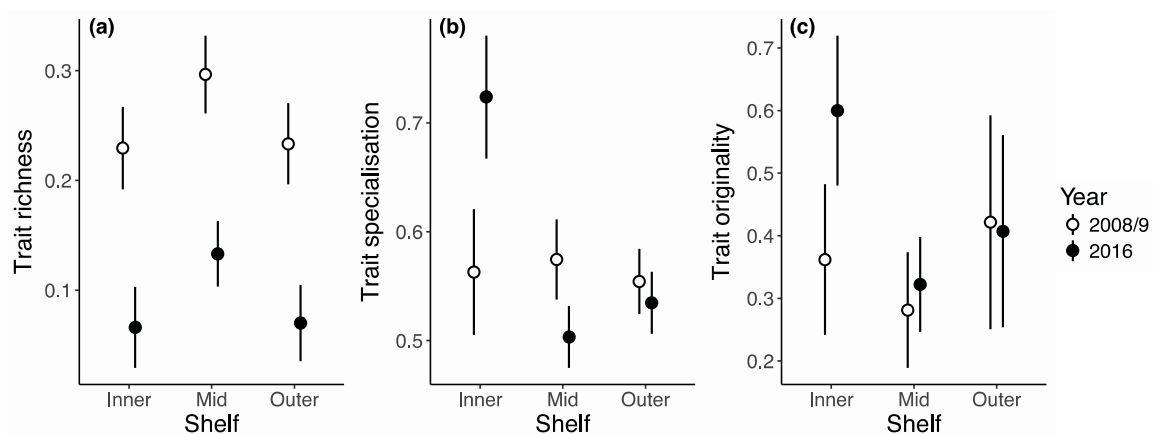 (a)
Trait richness
0.3
0.2
0.1
Inner Mid Outer
Shelf
(b)
Trait specialisation
0.7
0.6
0.5
Inner Mid Outer
Shelf
(c)
Trait originality
0.7
0.6
0.5
0.4
0.3
0.2
Inner Mid Outer
Shelf
Year
2008/9
2016